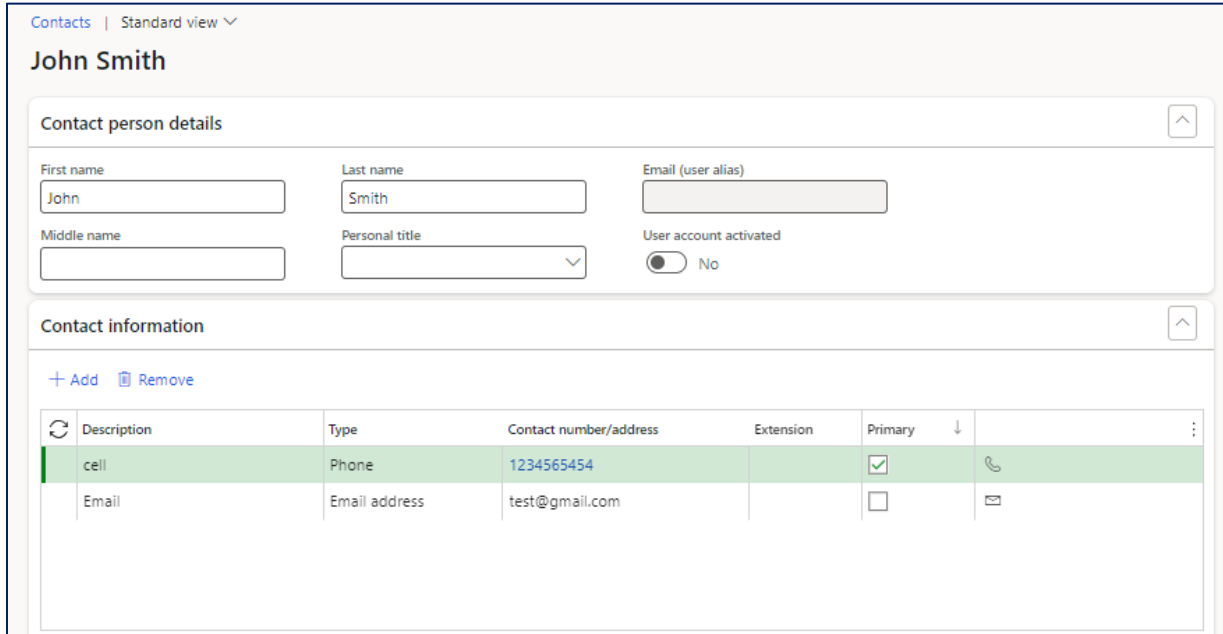 Contacts | Standard view
John Smith
Contact person details
First name Last name Email (user alias)
John Smith
Middle name Personal title User account activated
No
Contact information
Add Remove
Description Type Contact number/address Extension Primary
cell Phone 1234565454
Email Email address test@gmail.com